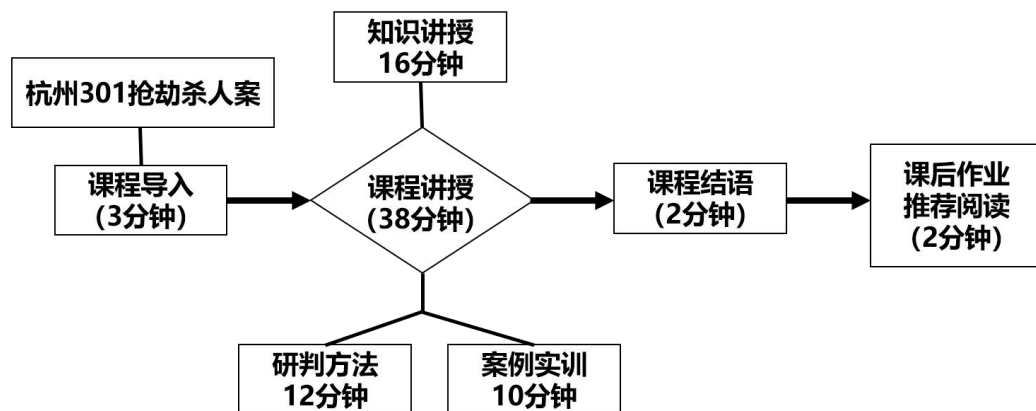 知识讲授
16分钟
杭州301抢劫杀人案
课程导入
（3分钟）
课程讲授
（38分钟）
课程结语
（2分钟）
课后作业
推荐阅读
（2分钟）
研判方法
12分钟
案例实训
10分钟